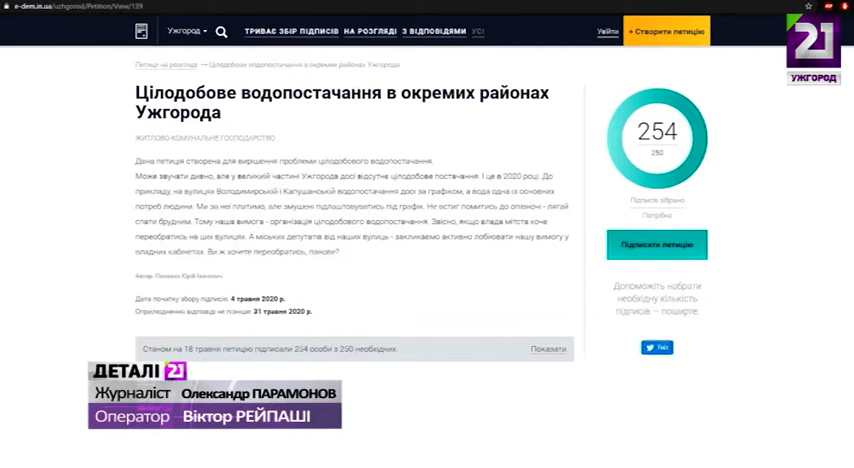 e-dem.in.ua/uzhgorod/Petition/View/139
Ужгород
ТРИВАЄ ЗБІР ПІДПИСІВ НА РОЗГЛЯДІ З ВІДПОВІДЯМИ УСІ
Увійти
+ Створити петицію
21
УЖГОРОД
Петиції на розгляді → Цілодобове водопостачання в окремих районах Ужгорода
Цілодобове водопостачання в окремих районах
Ужгорода
ЖИТЛОВО-КОМУНАЛЬНЕ ГОСПОДАРСТВО
Дана петиція створена для вирішення проблеми цілодобового водопостачання.
Може звучати дивно, але у великий частині Ужгорода досі відсутнє цілодобове постачання. І це в 2020 році. До
прикладу, на вулицях Володимирській і Капушанській водопостачання досі за графіком, а вода одна із основних
потреб людини. Ми за неї платимо, але змушені підлаштовуватись під графік. Не встиг помитись до опівночі - лягай
спати брудним. Тому наша вимога - організація цілодобового водопостачання. Звісно, якщо влада міста хоче
переобратись на цих вулицях. А міських депутатів від наших вулиць - закликаємо активно лобіювати нашу вимогу у
владних кабінетах. Ви ж хочете переобратись, панове?
Автор: Юрій Іванович
Дата початку збору підписів: 4 травня 2020 р.
Оприлюднення відповіді не пізніше: 31 травня 2020 р.
Станом на 18 травня петицію підписали 254 особи з 250 необхідних.
Показати
254
250
Підписів зібрано
Потрібно
Підписати петицію
Допоможіть набрати
необхідну кількість
підписів — поширте:
Твіт
ДЕТАЛІ 21
Журналіст Олександр ПАРАМОНОВ
Оператор Віктор РЕЙПАШІ